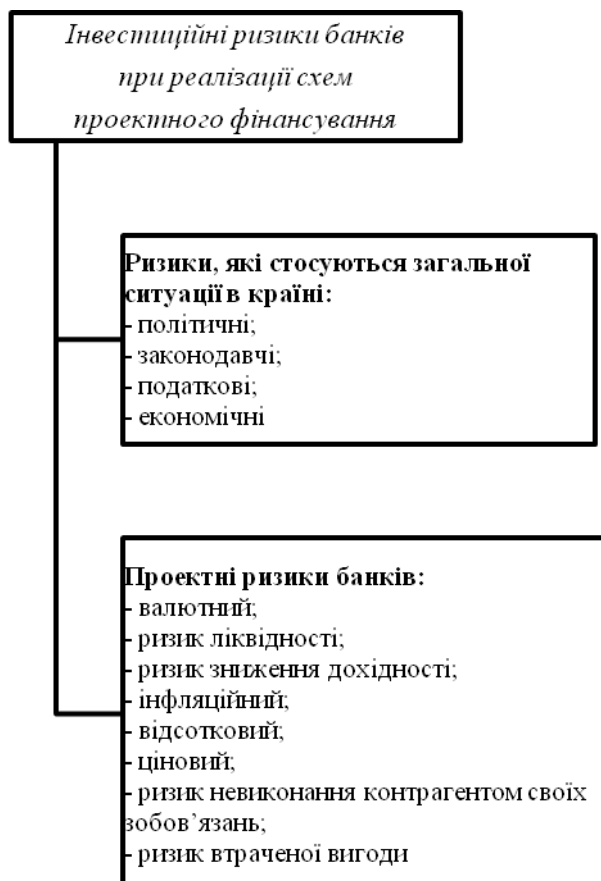 Інвестиційні ризики банків
при реалізації схем
проектного фінансування
Ризики, які стосуються загальної
ситуації в країні:
- політичні;
- законодавчі;
- податкові;
- економічні
Проектні ризики банків:
- валютний;
- ризик ліквідності;
- ризик зниження дохідності;
- інфляційний;
- відсотковий;
- ціновий;
- ризик невиконання контрагентом своїх
зобов’язань;
- ризик втраченої вигоди